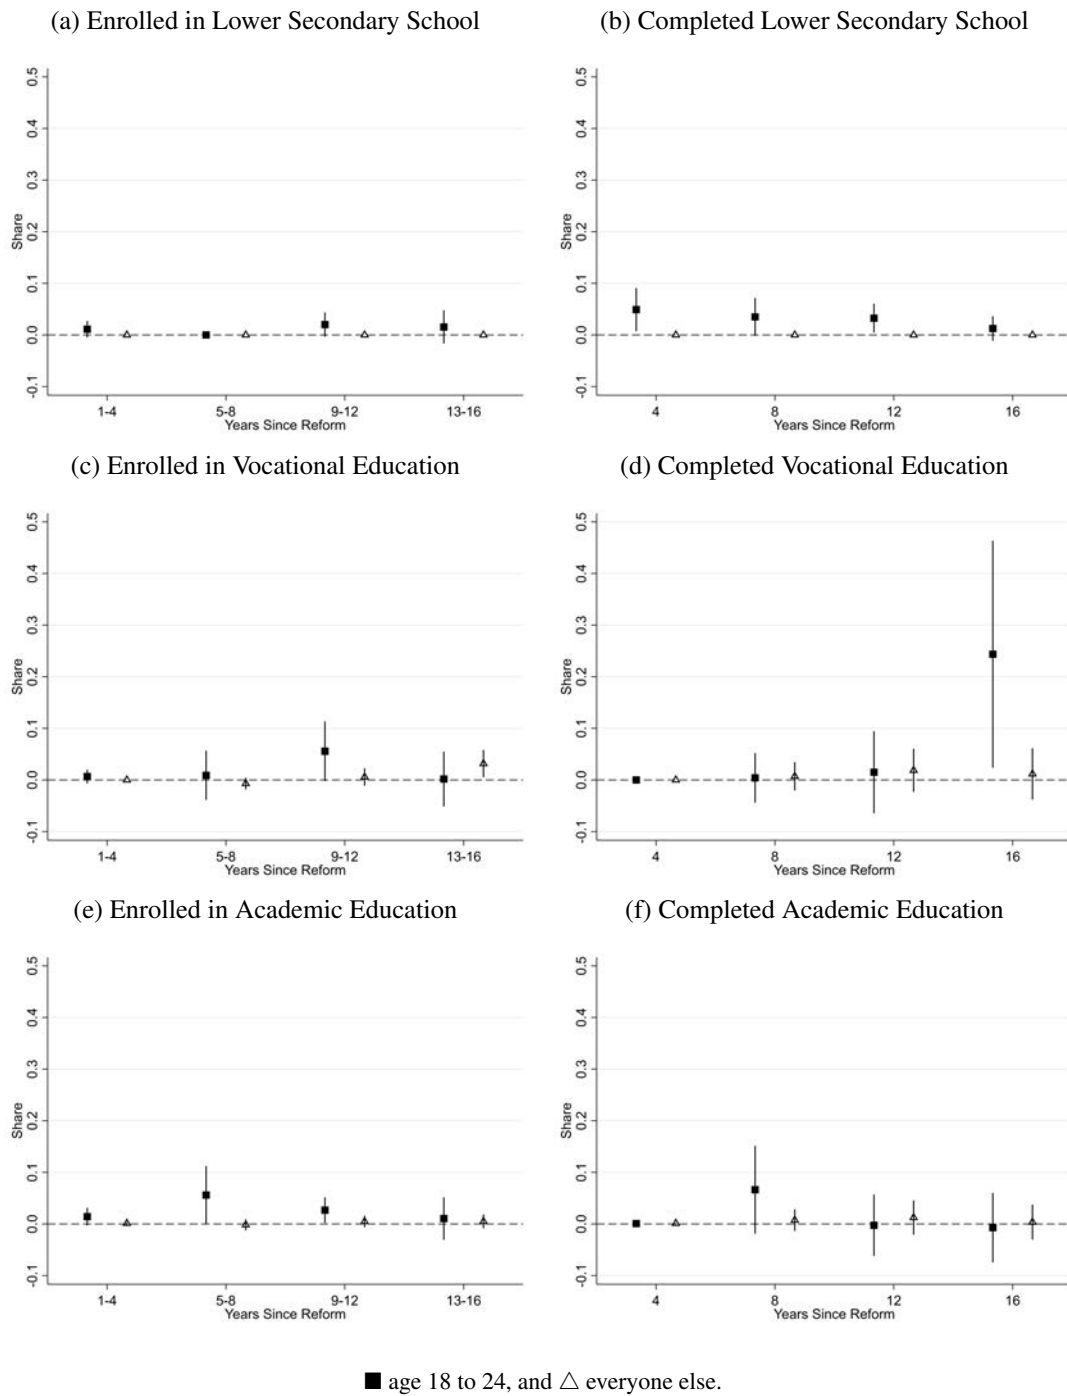 (a) Enrolled in Lower Secondary School
(b) Completed Lower Secondary School
0.5
0.4
0.3
0.2
0.1
0.0
-0.1
Share
1-4 5-8 9-12 13-16
Years Since Reform
0.5
0.4
0.3
0.2
0.1
0.0
-0.1
Share
4 8 12 16
Years Since Reform
(c) Enrolled in Vocational Education
(d) Completed Vocational Education
0.5
0.4
0.3
0.2
0.1
0.0
-0.1
Share
1-4 5-8 9-12 13-16
Years Since Reform
0.5
0.4
0.3
0.2
0.1
0.0
-0.1
Share
4 8 12 16
Years Since Reform
(e) Enrolled in Academic Education
(f) Completed Academic Education
0.5
0.4
0.3
0.2
0.1
0.0
-0.1
Share
1-4 5-8 9-12 13-16
Years Since Reform
0.5
0.4
0.3
0.2
0.1
0.0
-0.1
Share
4 8 12 16
Years Since Reform
■ age 18 to 24, and △ everyone else.